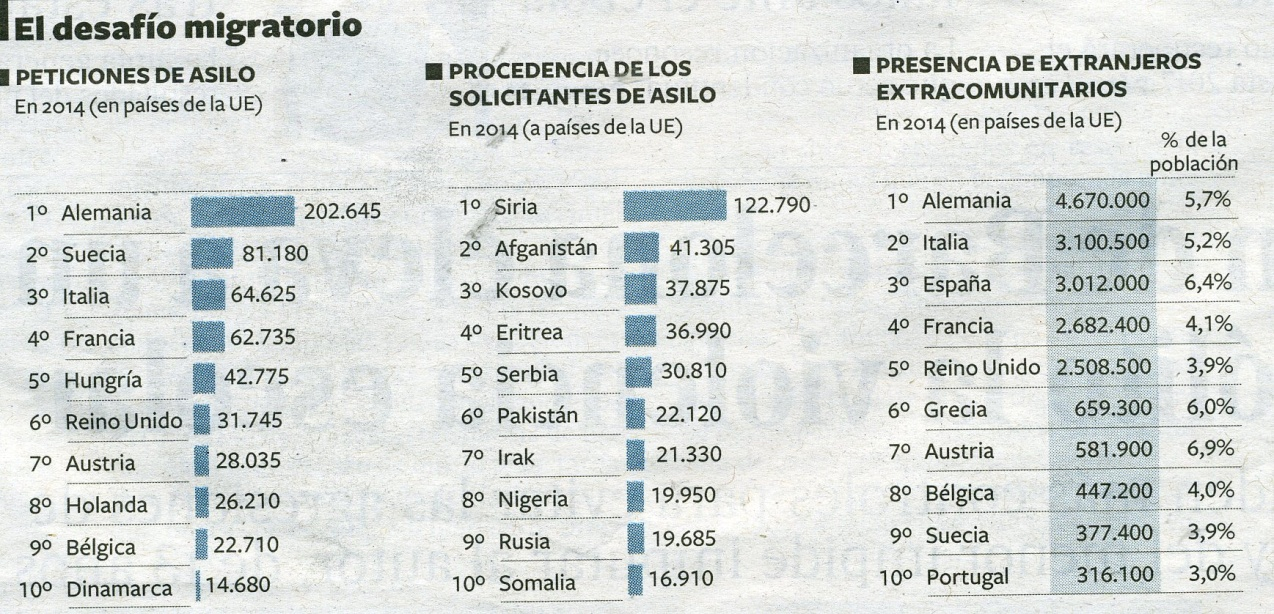 El desafío migratorio
PETICIONES DE ASILO
En 2014 (en países de la UE)
1º Alemania 202.645
2º Suecia 81.180
3º Italia 64.625
4º Francia 62.735
5º Hungría 42.775
6º Reino Unido 31.745
7º Austria 28.035
8º Holanda 26.210
9º Bélgica 22.710
10º Dinamarca 14.680
PROCEDENCIA DE LOS
SOLICITANTES DE ASILO
En 2014 (a países de la UE)
1º Siria 122.790
2º Afganistán 41.305
3º Kosovo 37.875
4º Eritrea 36.990
5º Serbia 30.810
6º Pakistán 22.120
7º Irak 21.330
8º Nigeria 19.950
9º Rusia 19.685
10º Somalia 16.910
PRESENCIA DE EXTRANJEROS
EXTRACOMUNITARIOS
En 2014 (en países de la UE)
% de la
población
1º Alemania 4.670.000 5,7%
2º Italia 3.100.500 5,2%
3º España 3.012.000 6,4%
4º Francia 2.682.400 4,1%
5º Reino Unido 2.508.500 3,9%
6º Grecia 659.300 6,0%
7º Austria 581.900 6,9%
8º Bélgica 447.200 4,0%
9º Suecia 377.400 3,9%
10º Portugal 316.100 3,0%